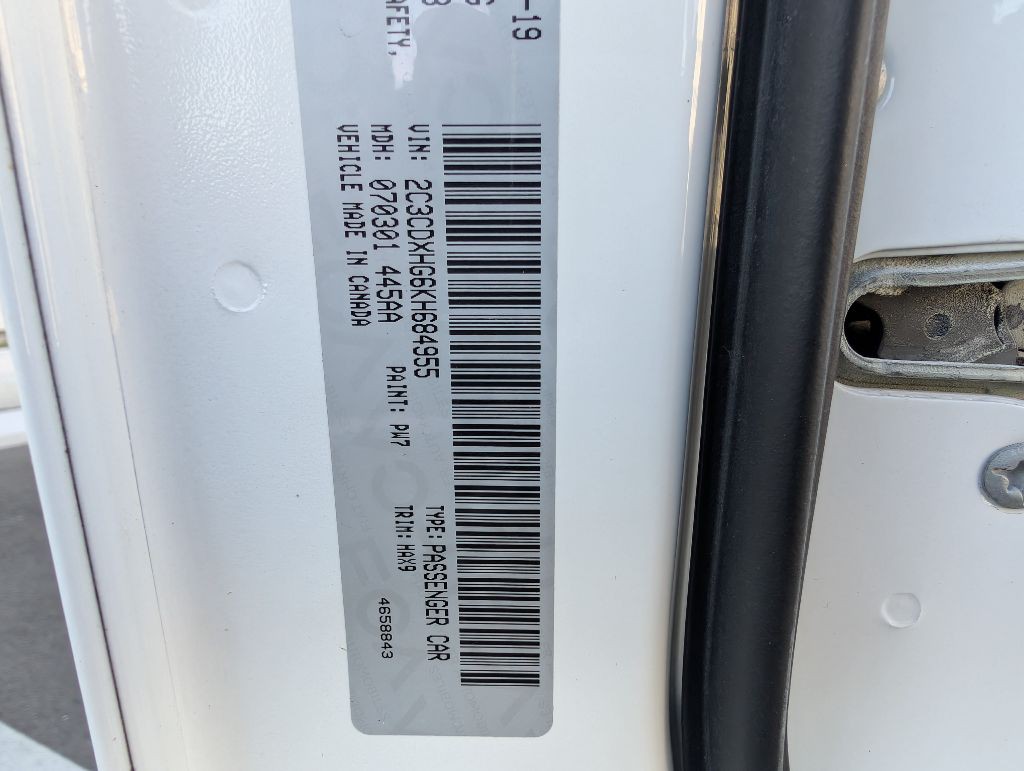 -19
AFETY,
VIN: 2C3CDXHG6KH684955
TYPE: PASSENGER CAR
MDH: 070301 445AA
PAINT: PW7
TRIM: HAX9
VEHICLE MADE IN CANADA
4658843